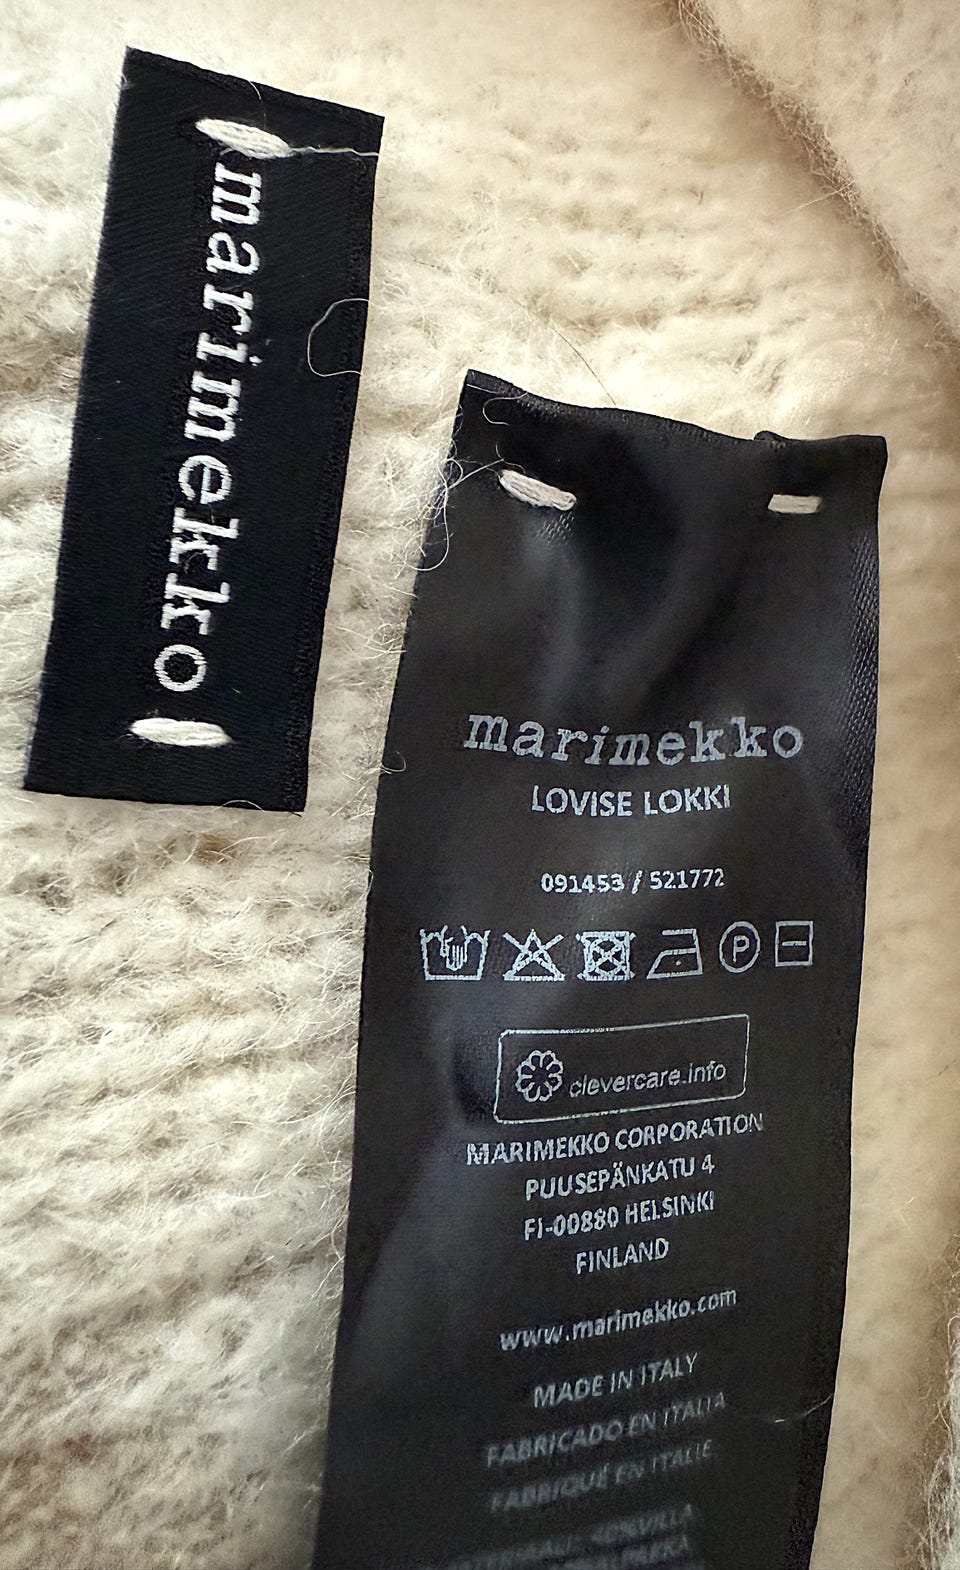 marimekko
marimekko
LOVISE LOKKI
091453 / 521772
P
clevercare.info
MARIMEKKO CORPORATION
PUUSEPÄNKATU 4
FI-00880 HELSINKI
FINLAND
www.marimekko.com
MADE IN ITALY
FABRICADO EN ITALIA
FABRIQUÉ EN ITALIE